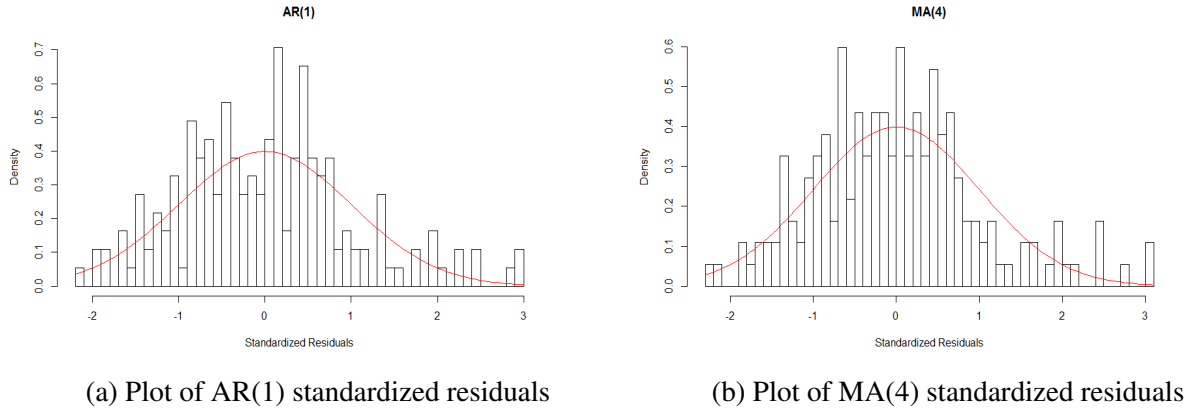 AR(1)
Density
0.0 0.1 0.2 0.3 0.4 0.5 0.6 0.7
-2 -1 0 1 2 3
Standardized Residuals
(a) Plot of AR(1) standardized residuals
MA(4)
Density
0.0 0.1 0.2 0.3 0.4 0.5 0.6
-2 -1 0 1 2 3
Standardized Residuals
(b) Plot of MA(4) standardized residuals